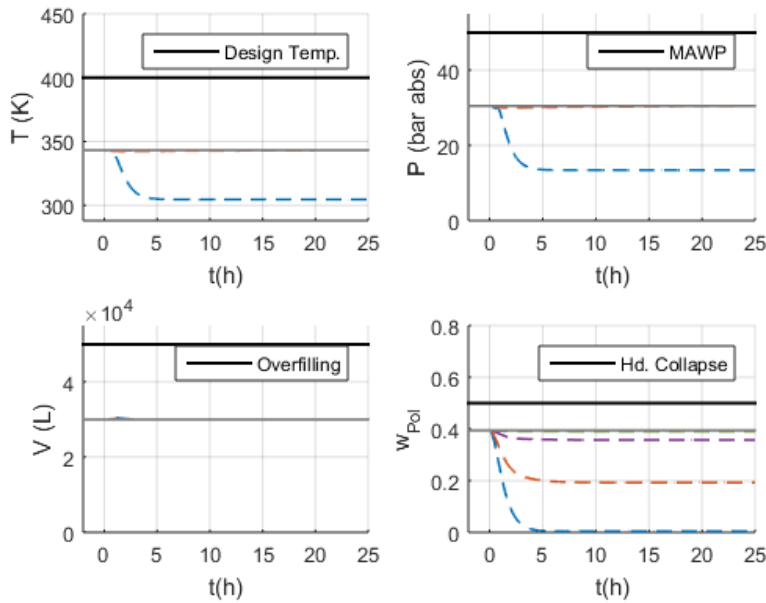 450
400
350
300
T (K)
Design Temp.
0 5 10 15 20 25
t(h)
40
20
0
P (bar abs)
MAWP
0 5 10 15 20 25
t(h)
×10⁴
4
2
0
V (L)
Overfilling
0 5 10 15 20 25
t(h)
0.8
0.6
0.4
0.2
0
w_Pol
Hd. Collapse
0 5 10 15 20 25
t(h)